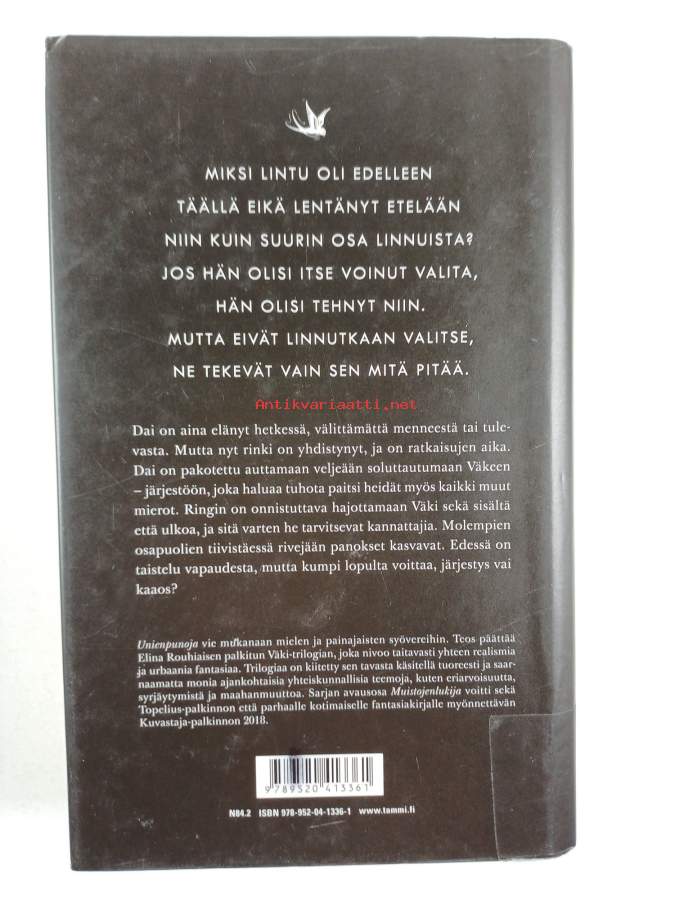 MIKSI LINTU OLI EDELLEEN
TÄÄLLÄ EIKÄ LENTÄNYT ETELÄÄN
NIIN KUIN SUURIN OSA LINNUISTA?
JOS HÄN OLISI ITSE VOINUT VALITA,
HÄN OLISI TEHNYT NIIN.
MUTTA EIVÄT LINNUTKAAN VALITSE,
NE TEKEVÄT VAIN SEN MITÄ PITÄÄ.
Antikvariaatti.net
Dai on aina elänyt hetkessä, välittämättä menneestä tai tule-
vasta. Mutta nyt rinki on yhdistynyt, ja on ratkaisujen aika.
Dai on pakotettu auttamaan veljeään soluttautumaan Väkeen
– järjestöön, joka haluaa tuhota paitsi heidät myös kaikki muut
mierot. Ringin on onnistuttava hajottamaan Väki sekä sisältä
että ulkoa, ja sitä varten he tarvitsevat kannattajia. Molempien
osapuolien tiivistäessä rivejään panokset kasvavat. Edessä on
taistelu vapaudesta, mutta kumpi lopulta voittaa, järjestys vai
kaaos?
Unienpunoja vie mukanaan mielen ja painajaisten syövereihin. Teos päättää
Elina Rouhiaisen palkitun Väki-trilogian, joka nivoo taitavasti yhteen realismia
ja urbaania fantasiaa. Trilogiaa on kiitetty sen tavasta käsitellä tuoreesti ja saar-
naamatta monia ajankohtaisia yhteiskunnallisia teemoja, kuten eriarvoisuutta,
syrjäytymistä ja maahanmuuttoa. Sarjan avausosa Muistojenlukija voitti sekä
Topelius-palkinnon että parhaalle kotimaiselle fantasiakirjalle myönnettävän
Kuvastaja-palkinnon 2018.
9789520413361
N84.2 ISBN 978-952-04-1336-1 www.tammi.fi